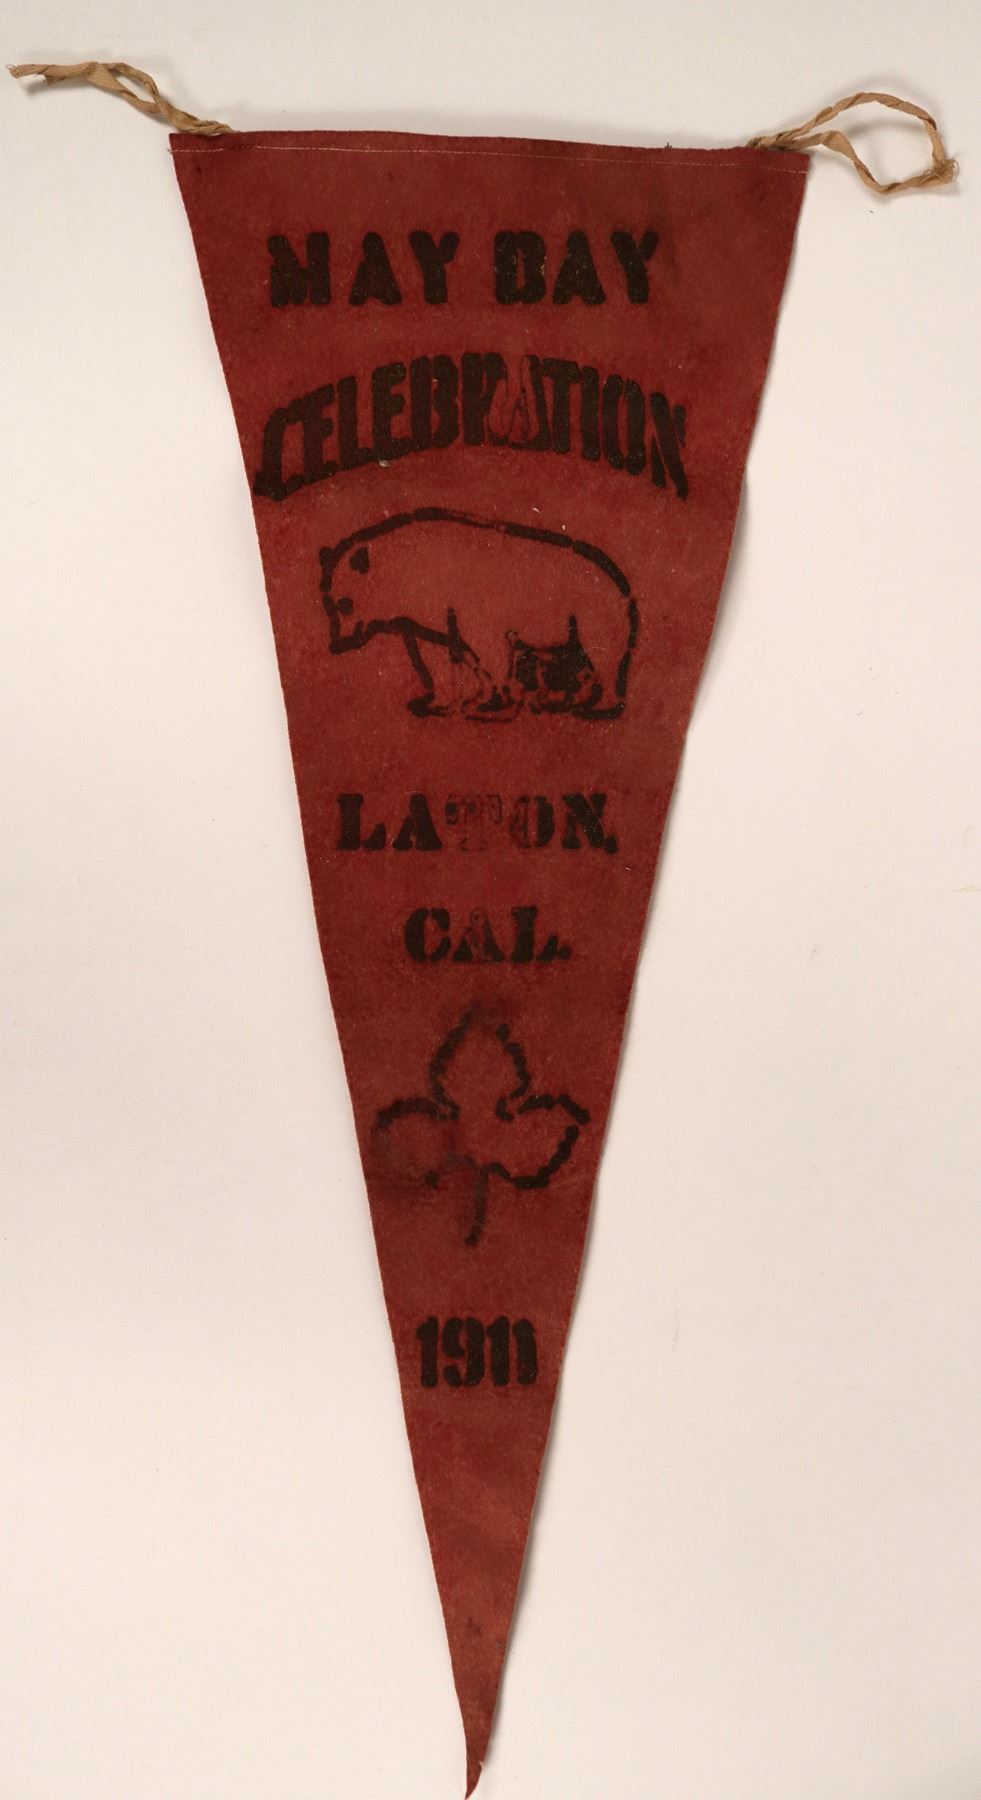 MAY DAY
CELEBRATION
LATON,
CAL.
1911